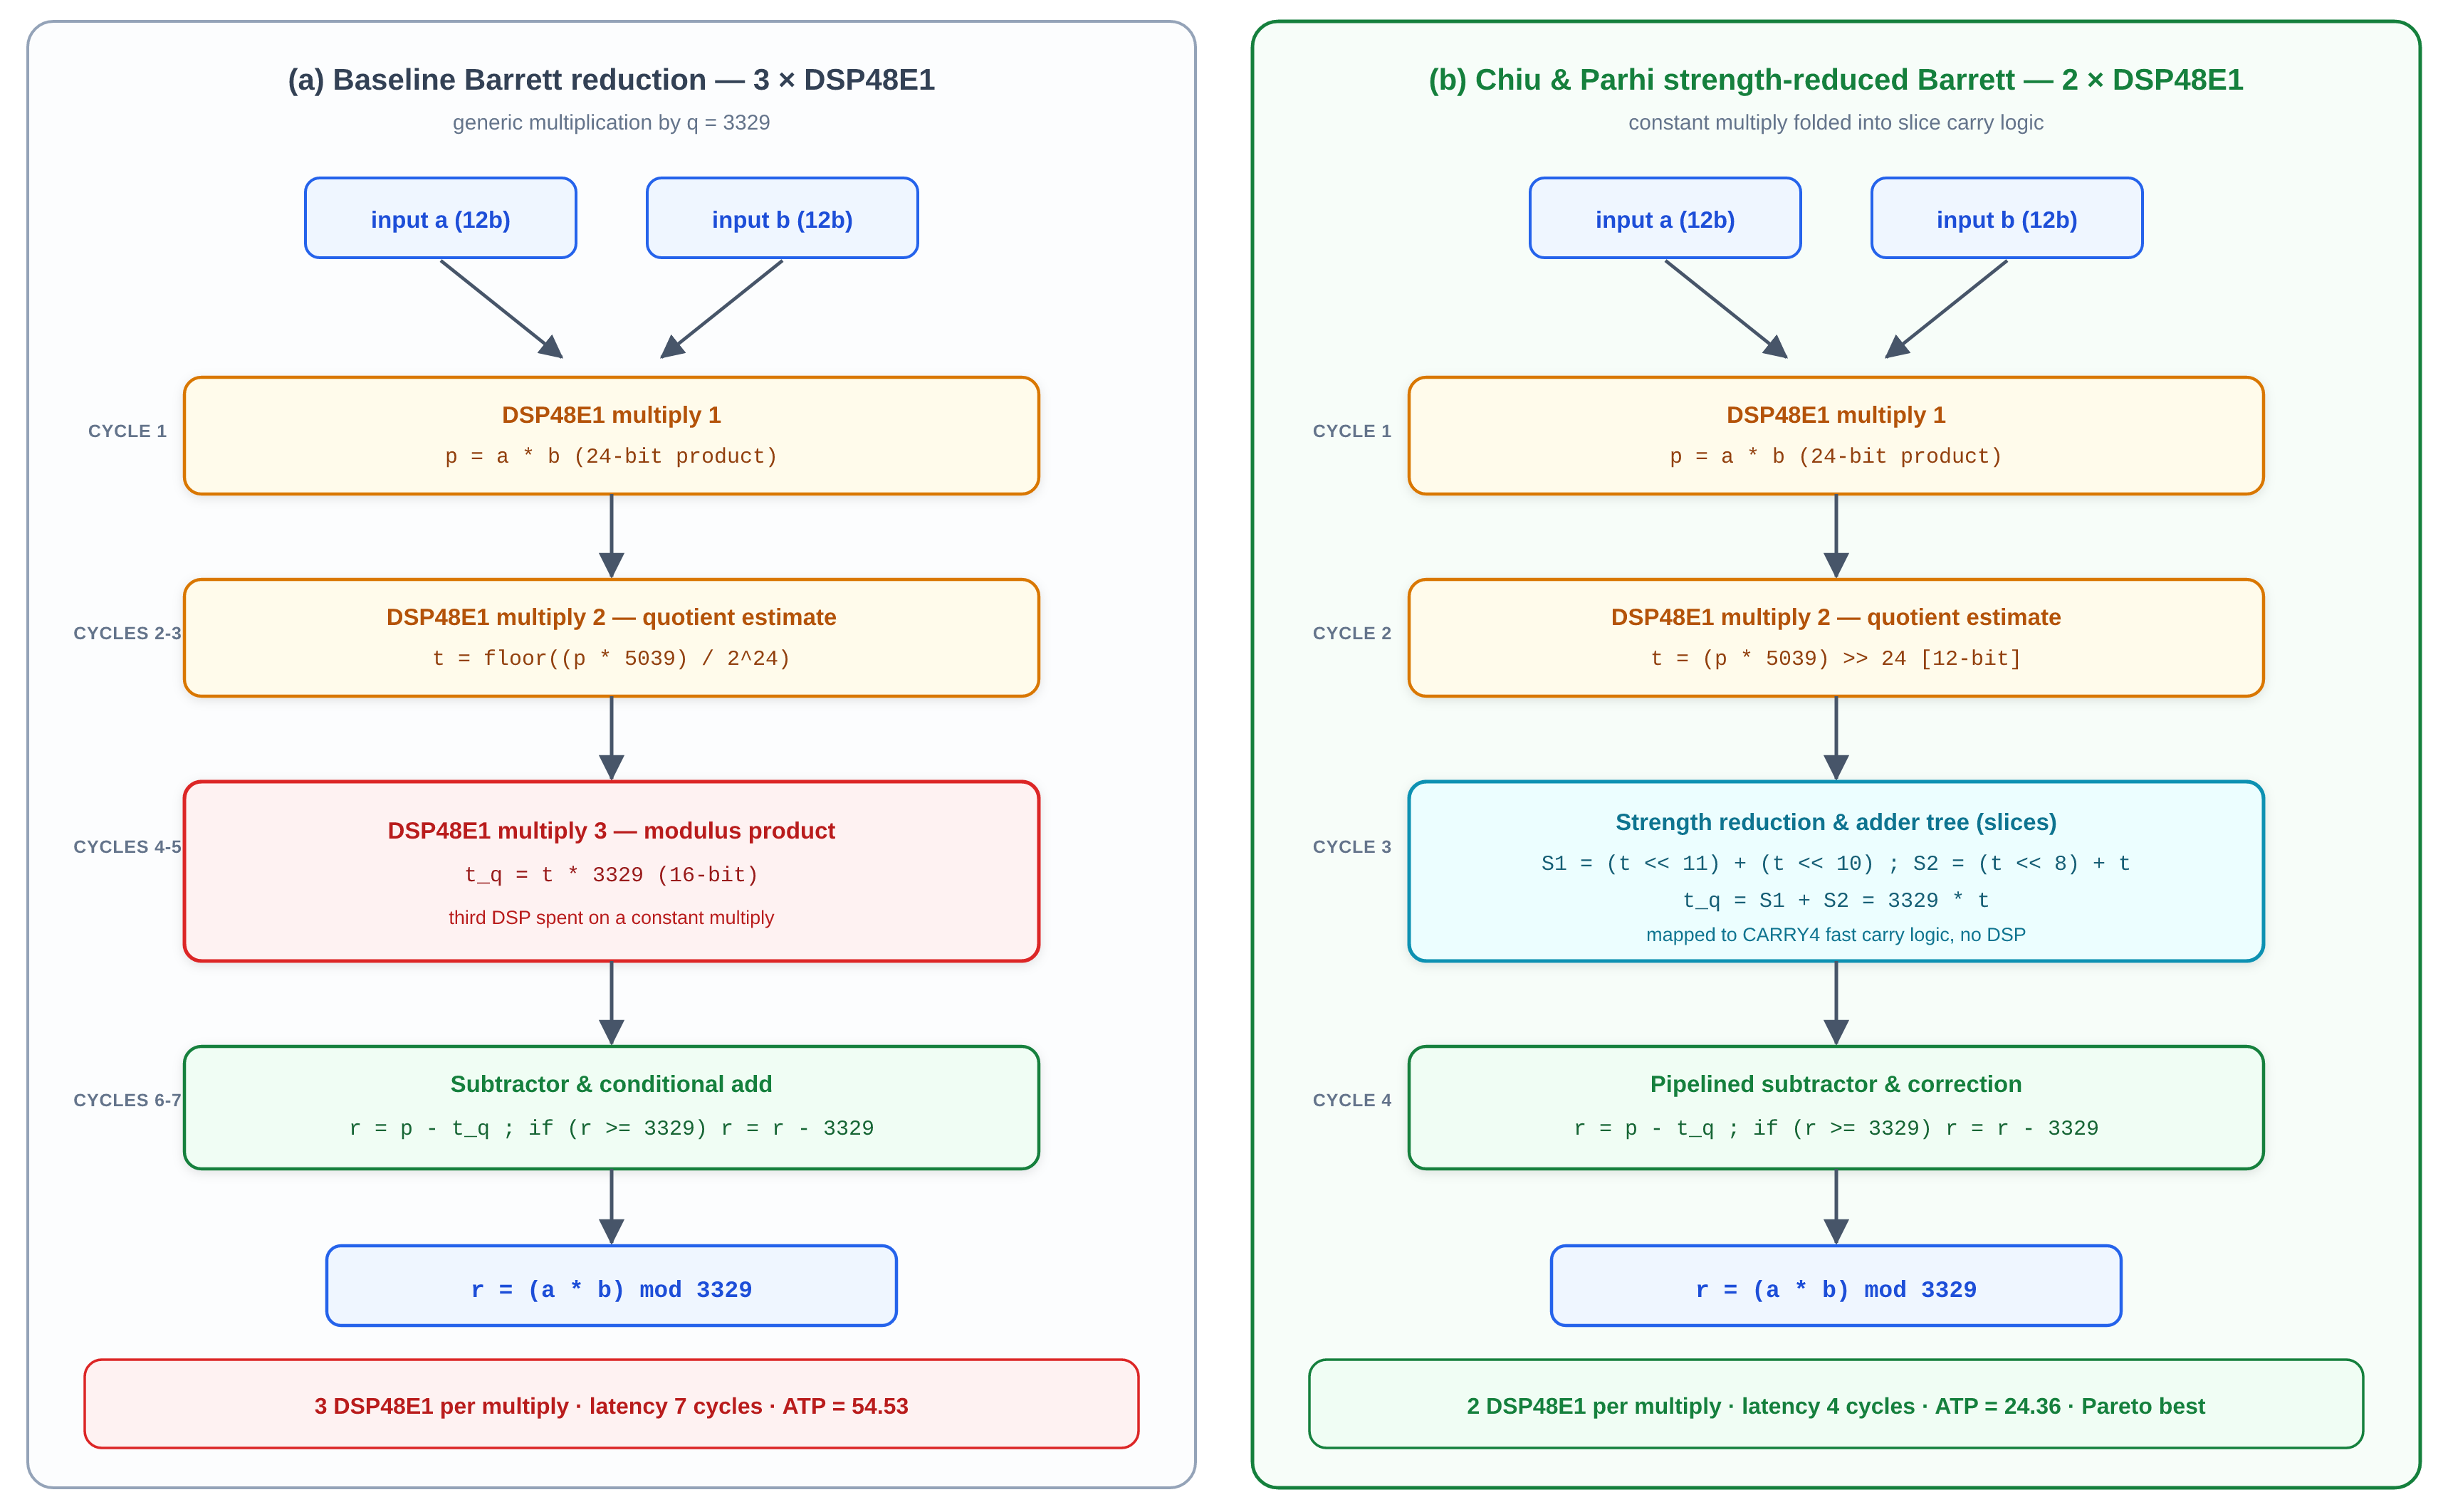 (a) Baseline Barrett reduction — 3 × DSP48E1
generic multiplication by q = 3329
input a (12b)
input b (12b)
CYCLE 1
DSP48E1 multiply 1
p = a * b (24-bit product)
CYCLES 2-3
DSP48E1 multiply 2 — quotient estimate
t = floor((p * 5039) / 2^24)
CYCLES 4-5
DSP48E1 multiply 3 — modulus product
t_q = t * 3329 (16-bit)
third DSP spent on a constant multiply
CYCLES 6-7
Subtractor & conditional add
r = p - t_q ; if (r >= 3329) r = r - 3329
r = (a * b) mod 3329
3 DSP48E1 per multiply · latency 7 cycles · ATP = 54.53
(b) Chiu & Parhi strength-reduced Barrett — 2 × DSP48E1
constant multiply folded into slice carry logic
input a (12b)
input b (12b)
CYCLE 1
DSP48E1 multiply 1
p = a * b (24-bit product)
CYCLE 2
DSP48E1 multiply 2 — quotient estimate
t = (p * 5039) >> 24 [12-bit]
CYCLE 3
Strength reduction & adder tree (slices)
S1 = (t << 11) + (t << 10) ; S2 = (t << 8) + t
t_q = S1 + S2 = 3329 * t
mapped to CARRY4 fast carry logic, no DSP
CYCLE 4
Pipelined subtractor & correction
r = p - t_q ; if (r >= 3329) r = r - 3329
r = (a * b) mod 3329
2 DSP48E1 per multiply · latency 4 cycles · ATP = 24.36 · Pareto best